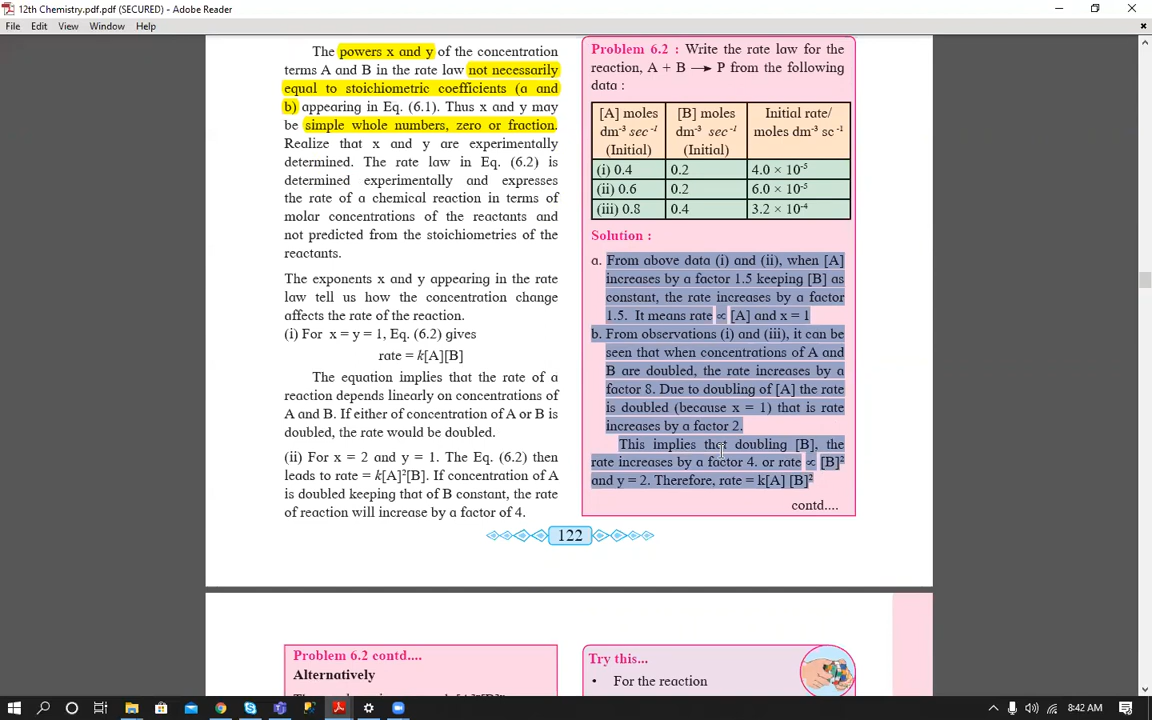 12th Chemistry.pdf.pdf (SECURED) - Adobe Reader
File Edit View Window Help
The powers x and y of the concentration
terms A and B in the rate law not necessarily
equal to stoichiometric coefficients (a and
b) appearing in Eq. (6.1). Thus x and y may
be simple whole numbers, zero or fraction.
Realize that x and y are experimentally
determined. The rate law in Eq. (6.2) is
determined experimentally and expresses
the rate of a chemical reaction in terms of
molar concentrations of the reactants and
not predicted from the stoichiometries of the
reactants.
The exponents x and y appearing in the rate
law tell us how the concentration change
affects the rate of the reaction.
(i) For x = y = 1, Eq. (6.2) gives
rate = k[A][B]
The equation implies that the rate of a
reaction depends linearly on concentrations of
A and B. If either of concentration of A or B is
doubled, the rate would be doubled.
(ii) For x = 2 and y = 1. The Eq. (6.2) then
leads to rate = k[A]²[B]. If concentration of A
is doubled keeping that of B constant, the rate
of reaction will increase by a factor of 4.
Problem 6.2 : Write the rate law for the
reaction, A + B ⟶ P from the following
data :
[A] moles [B] moles Initial rate/
dm⁻³ sec⁻¹ dm⁻³ sec⁻¹ moles dm⁻³ sc⁻¹
(Initial) (Initial)
(i) 0.4 0.2 4.0 × 10⁻⁵
(ii) 0.6 0.2 6.0 × 10⁻⁵
(iii) 0.8 0.4 3.2 × 10⁻⁴
Solution :
a. From above data (i) and (ii), when [A]
increases by a factor 1.5 keeping [B] as
constant, the rate increases by a factor
1.5. It means rate ∝ [A] and x = 1
b. From observations (i) and (iii), it can be
seen that when concentrations of A and
B are doubled, the rate increases by a
factor 8. Due to doubling of [A] the rate
is doubled (because x = 1) that is rate
increases by a factor 2.
This implies that doubling [B], the
rate increases by a factor 4. or rate ∝ [B]²
and y = 2. Therefore, rate = k[A] [B]²
contd....
122
Problem 6.2 contd....
Alternatively
Try this...
• For the reaction
8:42 AM